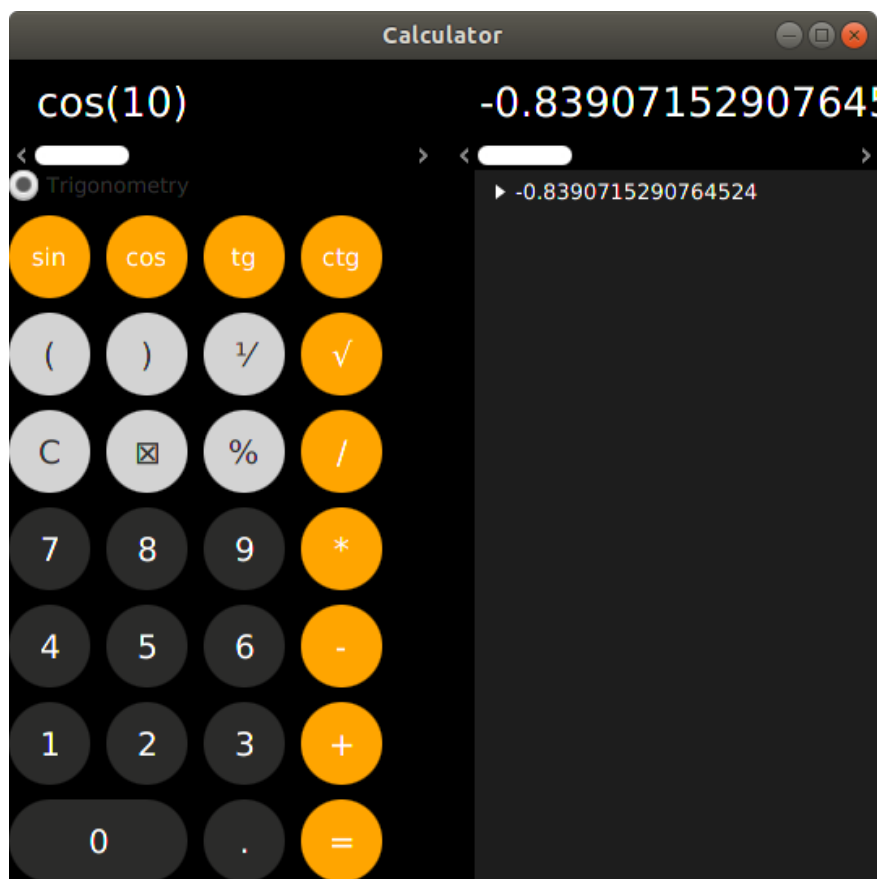 Calculator
cos(10)
-0.83907152907645
Trigonometry
-0.8390715290764524
sin cos tg ctg
( ) ⅟ √
C ☒ % /
7 8 9 *
4 5 6 -
1 2 3 +
0 . =